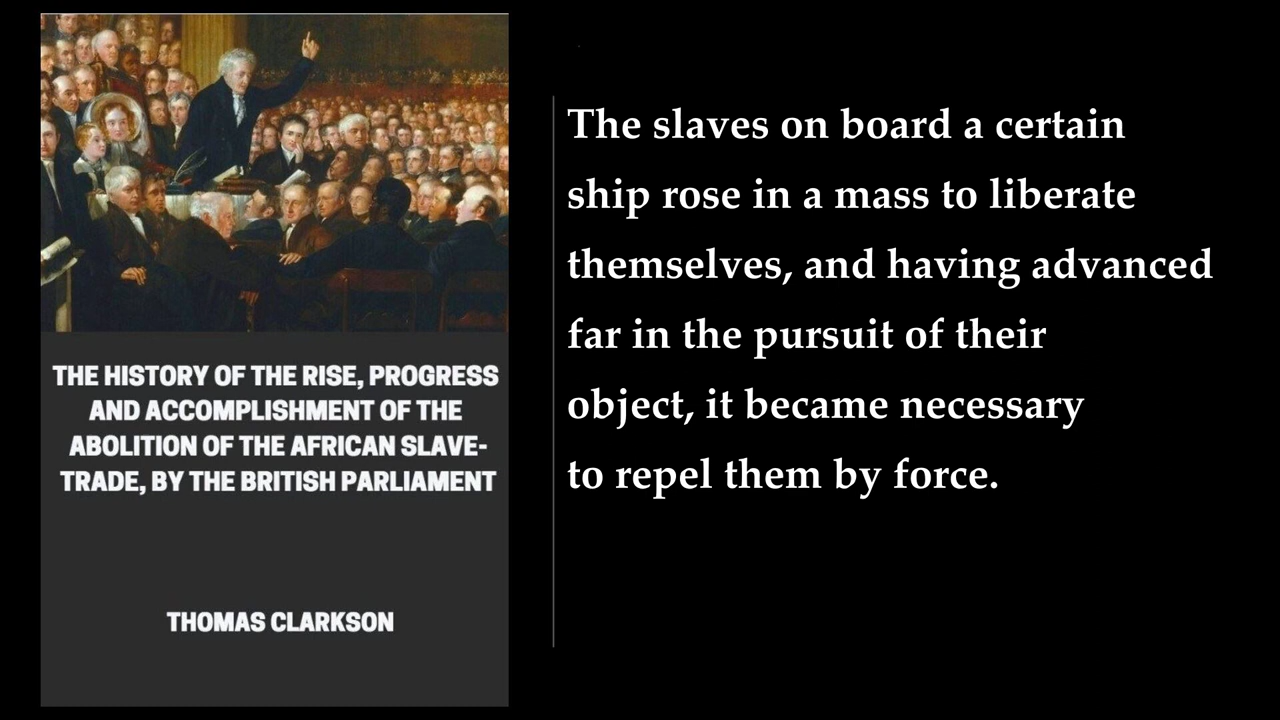 THE HISTORY OF THE RISE, PROGRESS
AND ACCOMPLISHMENT OF THE
ABOLITION OF THE AFRICAN SLAVE-
TRADE, BY THE BRITISH PARLIAMENT
THOMAS CLARKSON
The slaves on board a certain
ship rose in a mass to liberate
themselves, and having advanced
far in the pursuit of their
object, it became necessary
to repel them by force.